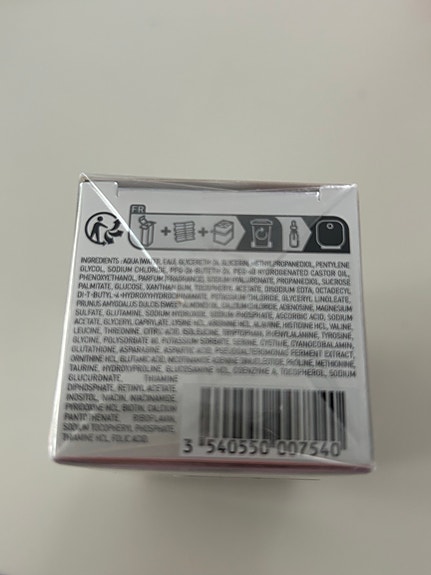 FR
INGREDIENTS : AQUA/WATER/EAU, GLYCERETH-26, GLYCERIN, METHYLPROPANEDIOL, PENTYLENE
GLYCOL, SODIUM CHLORIDE, PPG-26-BUTETH-26, PEG-40 HYDROGENATED CASTOR OIL,
PHENOXYETHANOL, PARFUM (FRAGRANCE), SODIUM HYALURONATE, PROPANEDIOL, SUCROSE
PALMITATE, GLUCOSE, XANTHAN GUM, TOCOPHERYL ACETATE, DISODIUM EDTA, OCTADECYL
DI-T-BUTYL-4-HYDROXYHYDROCINNAMATE, POTASSIUM CHLORIDE, GLYCERYL LINOLEATE,
PRUNUS AMYGDALUS DULCIS (SWEET ALMOND) OIL, CALCIUM CHLORIDE, ADENOSINE, MAGNESIUM
SULFATE, GLUTAMINE, SODIUM HYDROXIDE, SODIUM PHOSPHATE, ASCORBIC ACID, SODIUM
ACETATE, GLYCERYL CAPRYLATE, LYSINE HCL, ARGININE HCL, ALANINE, HISTIDINE HCL, VALINE,
LEUCINE, THREONINE, CITRIC ACID, ISOLEUCINE, TRYPTOPHAN, PHENYLALANINE, TYROSINE,
GLYCINE, POLYSORBATE 80, POTASSIUM SORBATE, SERINE, CYSTINE, CYANOCOBALAMIN,
GLUTATHIONE, ASPARAGINE, ASPARTIC ACID, PSEUDOALTEROMONAS FERMENT EXTRACT,
ORNITHINE HCL, GLUTAMIC ACID, NICOTINAMIDE ADENINE DINUCLEOTIDE, PROLINE, METHIONINE,
TAURINE, HYDROXYPROLINE, GLUCOSAMINE HCL, COENZYME A, TOCOPHEROL, SODIUM
GLUCURONATE, THIAMINE
DIPHOSPHATE, RETINYL ACETATE,
INOSITOL, NIACIN, NIACINAMIDE,
PYRIDOXINE HCL, BIOTIN, CALCIUM
PANTOTHENATE, RIBOFLAVIN,
SODIUM TOCOPHERYL PHOSPHATE,
THIAMINE HCL, FOLIC ACID.
3 540550 007540